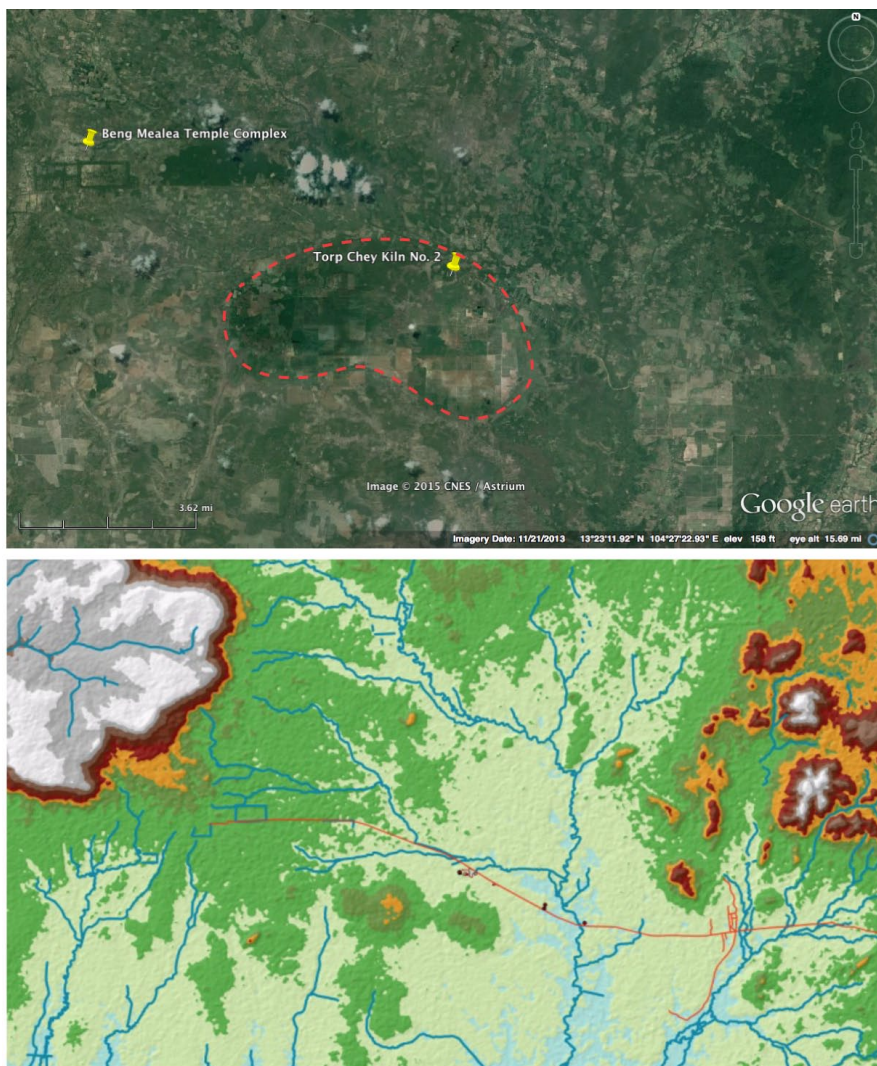 N
Beng Mealea Temple Complex
Torp Chey Kiln No. 2
Image © 2015 CNES / Astrium
3.62 mi
Google earth
Imagery Date: 11/21/2013 13°23'11.92" N 104°27'22.93" E elev 158 ft eye alt 15.69 mi